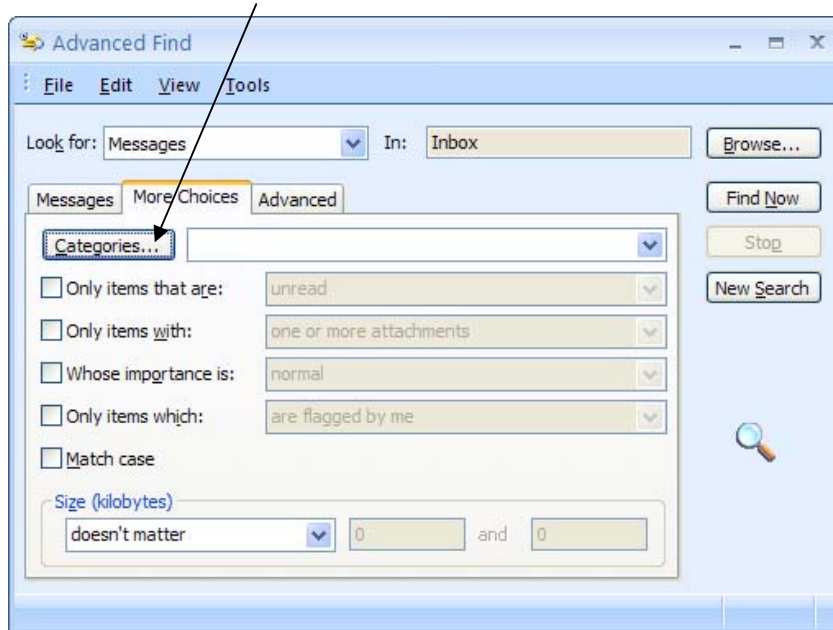 Advanced Find
File Edit View Tools
Look for: Messages In: Inbox Browse...
Messages More Choices Advanced Find Now
Categories... Stop
Only items that are: unread New Search
Only items with: one or more attachments
Whose importance is: normal
Only items which: are flagged by me
Match case
Size (kilobytes)
doesn't matter 0 and 0